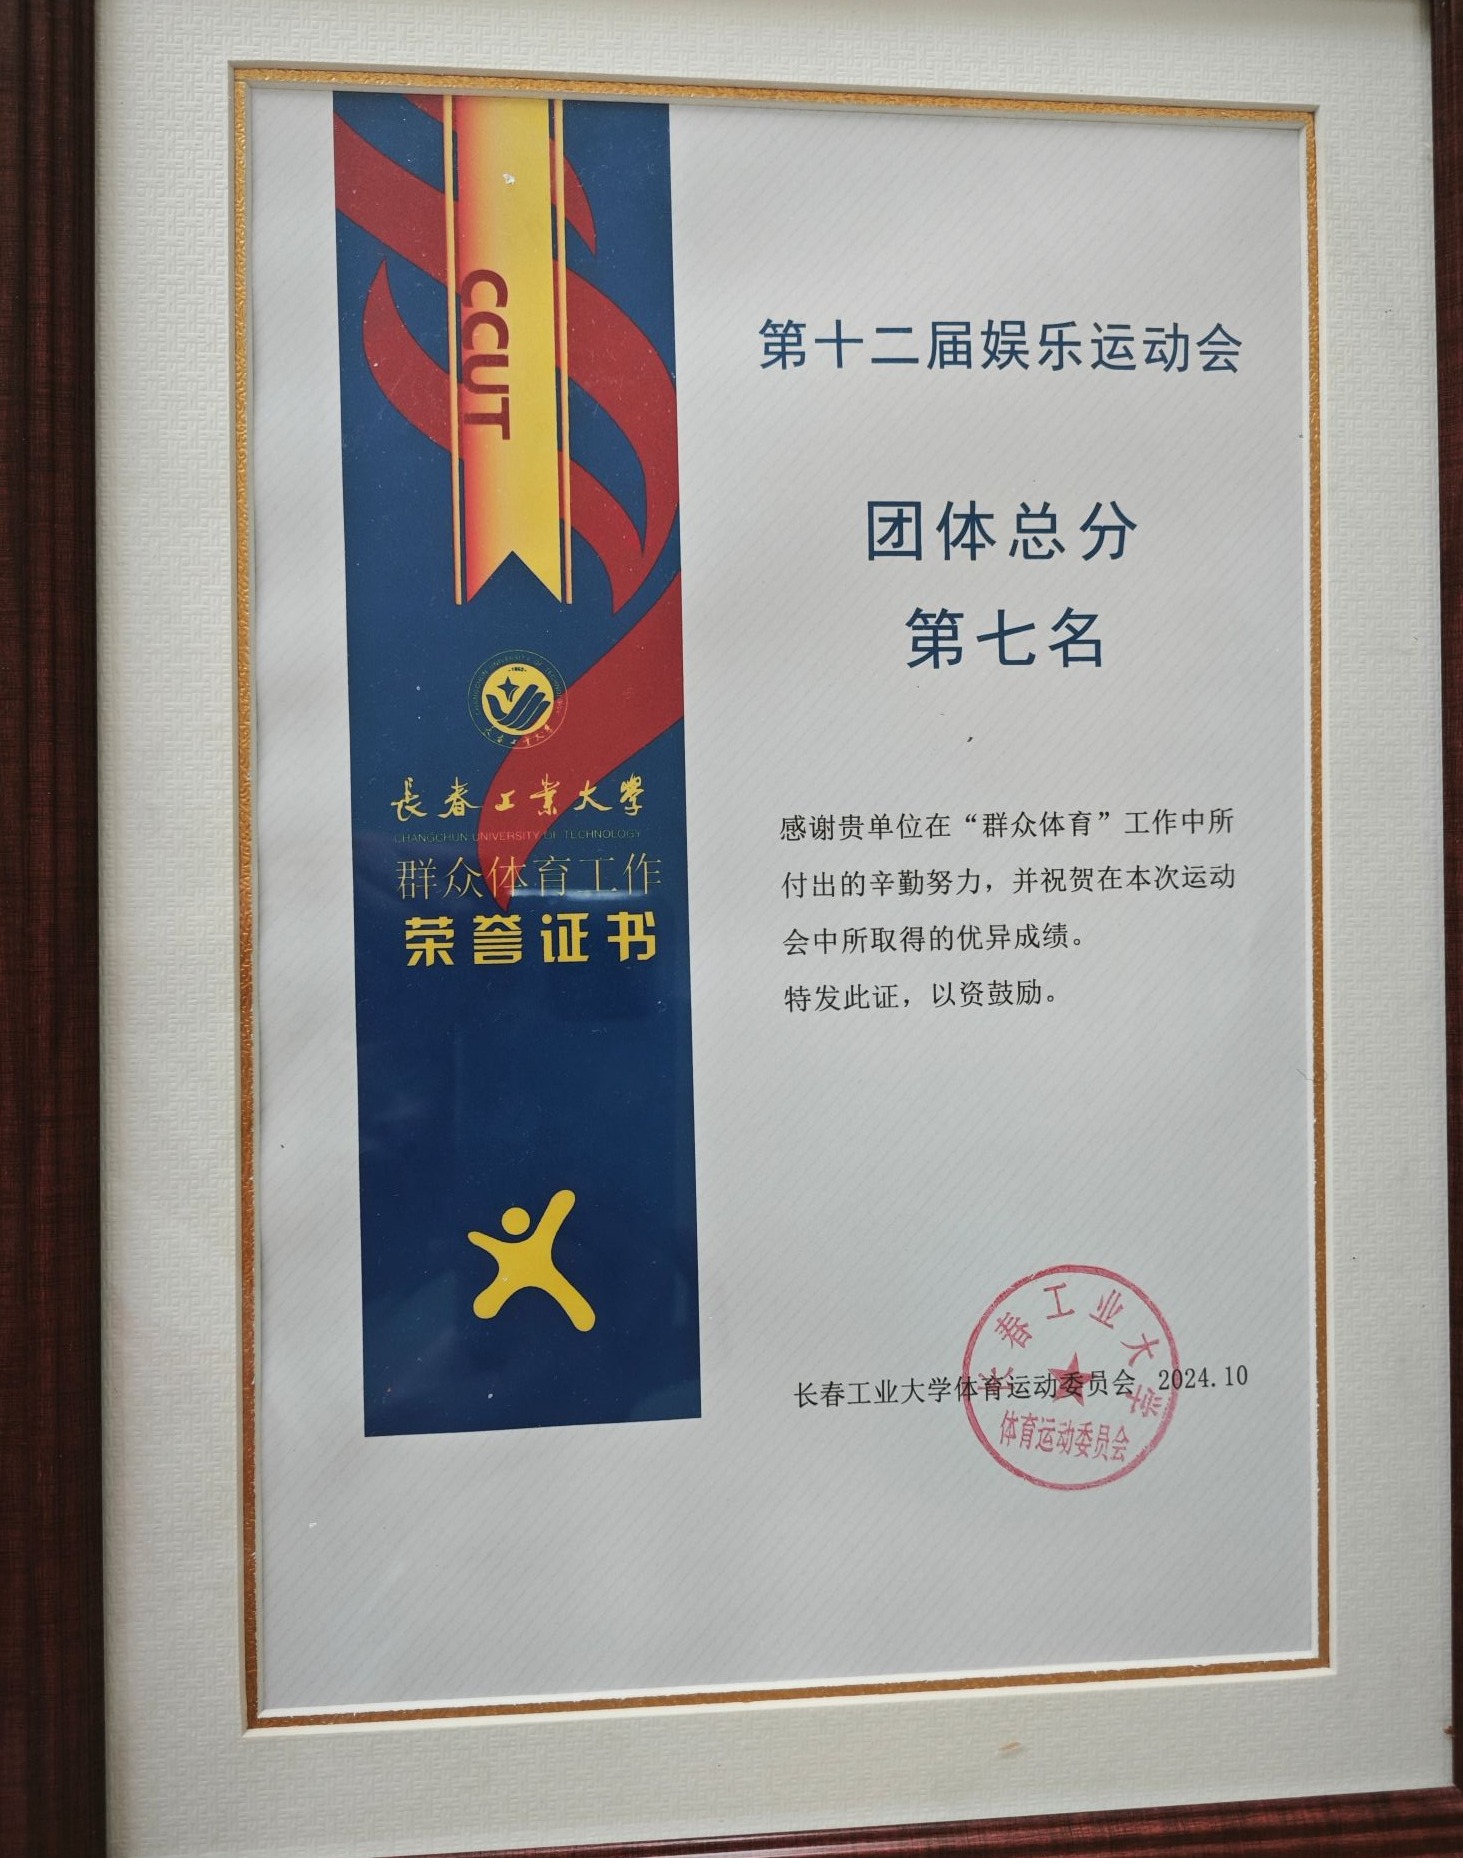 CCUT
長春工業大學
CHANGCHUN UNIVERSITY OF TECHNOLOGY
群众体育工作
荣誉证书
第十二届娱乐运动会
团体总分
第七名
感谢贵单位在“群众体育”工作中所
付出的辛勤努力，并祝贺在本次运动
会中所取得的优异成绩。
特发此证，以资鼓励。
长春工业大学体育运动委员会 2024.10
长春工业大学
体育运动委员会